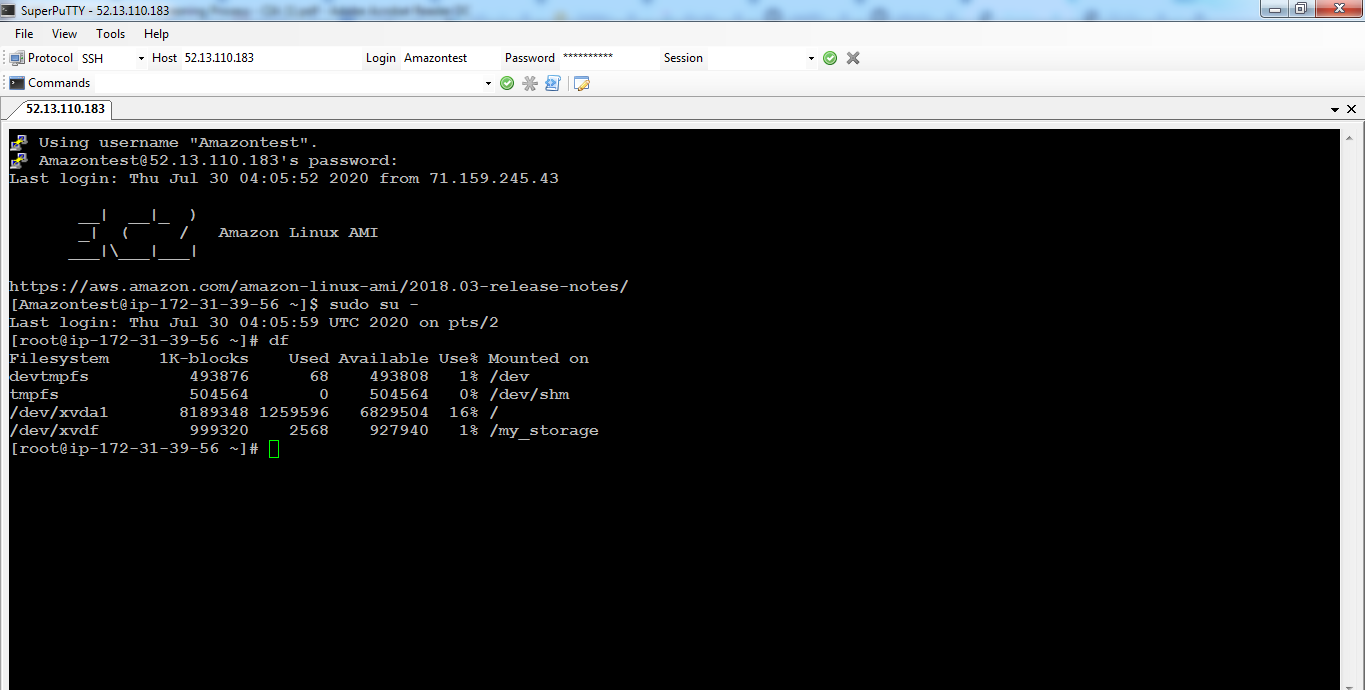 SuperPuTTY - 52.13.110.183
File View Tools Help
Protocol SSH Host 52.13.110.183 Login Amazontest Password ********** Session
Commands
52.13.110.183
Using username "Amazontest".
Amazontest@52.13.110.183's password:
Last login: Thu Jul 30 04:05:52 2020 from 71.159.245.43
__|  __|_  )
_|  (     /   Amazon Linux AMI
___|\___|___|
https://aws.amazon.com/amazon-linux-ami/2018.03-release-notes/
[Amazontest@ip-172-31-39-56 ~]$ sudo su -
Last login: Thu Jul 30 04:05:59 UTC 2020 on pts/2
[root@ip-172-31-39-56 ~]# df
Filesystem     1K-blocks    Used Available Use% Mounted on
devtmpfs          493876      68    493808   1% /dev
tmpfs             504564       0    504564   0% /dev/shm
/dev/xvda1       8189348 1259596   6829504  16% /
/dev/xvdf         999320    2568    927940   1% /my_storage
[root@ip-172-31-39-56 ~]#